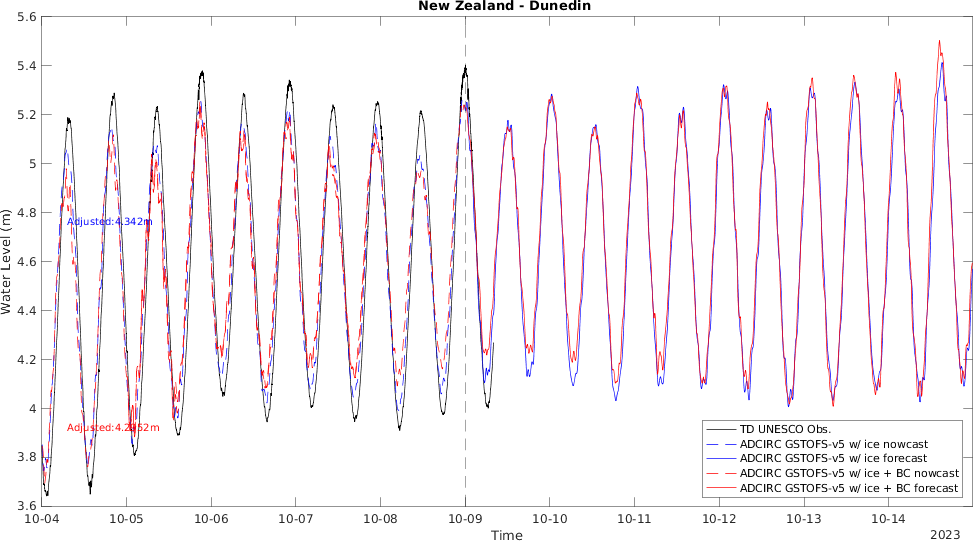 New Zealand - Dunedin
5.6
5.4
5.2
5
4.8
4.6
4.4
4.2
4
3.8
3.6
Water Level (m)
Adjusted:4.342m
TD UNESCO Obs.
ADCIRC GSTOFS-v5 w/ ice nowcast
ADCIRC GSTOFS-v5 w/ ice forecast
ADCIRC GSTOFS-v5 w/ ice + BC nowcast
ADCIRC GSTOFS-v5 w/ ice + BC forecast
10-04 10-05 10-06 10-07 10-08 10-09 10-10 10-11 10-12 10-13 10-14
Time
2023